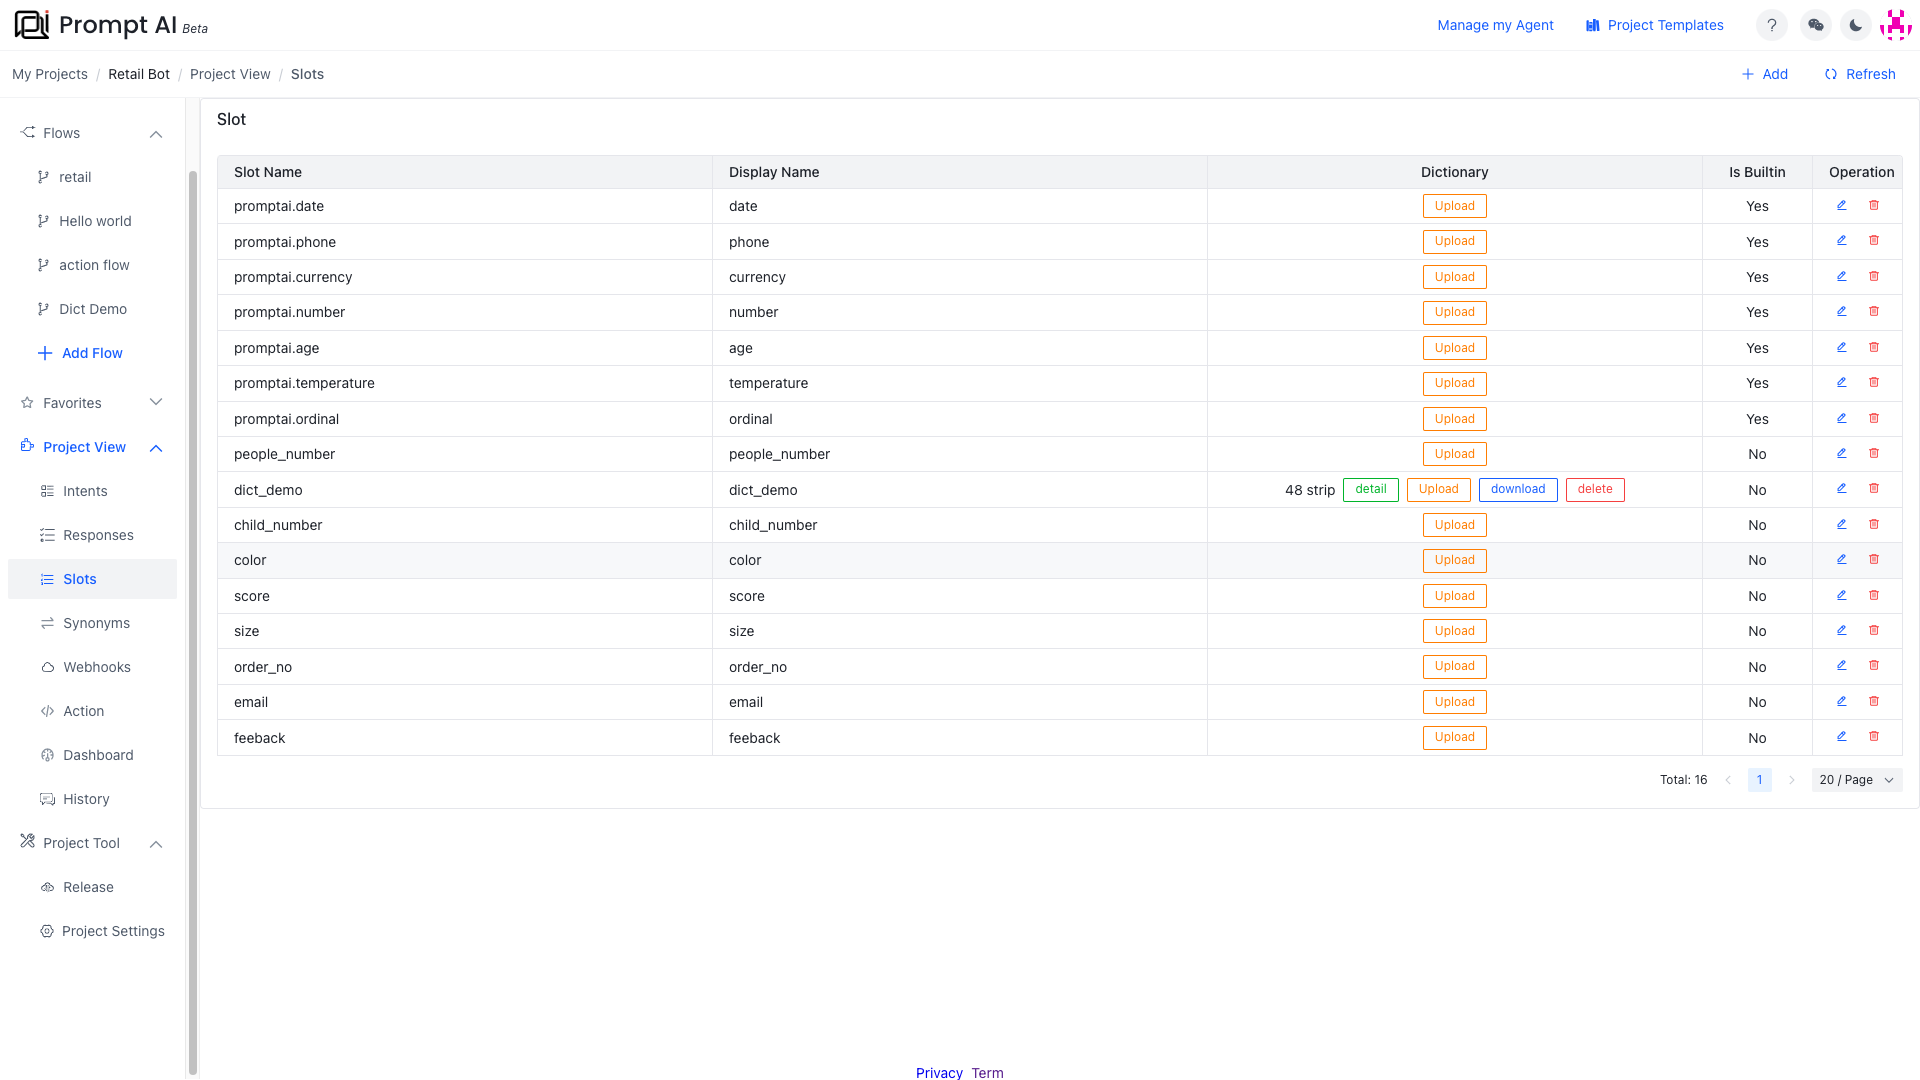 Prompt AI Beta
Manage my Agent
Project Templates
?
My Projects / Retail Bot / Project View / Slots
Add
Refresh
Flows
retail
Hello world
action flow
Dict Demo
Add Flow
Favorites
Project View
Intents
Responses
Slots
Synonyms
Webhooks
Action
Dashboard
History
Project Tool
Release
Project Settings
Slot
Slot Name Display Name Dictionary Is Builtin Operation
promptai.date date Upload Yes
promptai.phone phone Upload Yes
promptai.currency currency Upload Yes
promptai.number number Upload Yes
promptai.age age Upload Yes
promptai.temperature temperature Upload Yes
promptai.ordinal ordinal Upload Yes
people_number people_number Upload No
dict_demo dict_demo 48 strip detail Upload download delete No
child_number child_number Upload No
color color Upload No
score score Upload No
size size Upload No
order_no order_no Upload No
email email Upload No
feeback feeback Upload No
Total: 16 1 20 / Page
Privacy Term